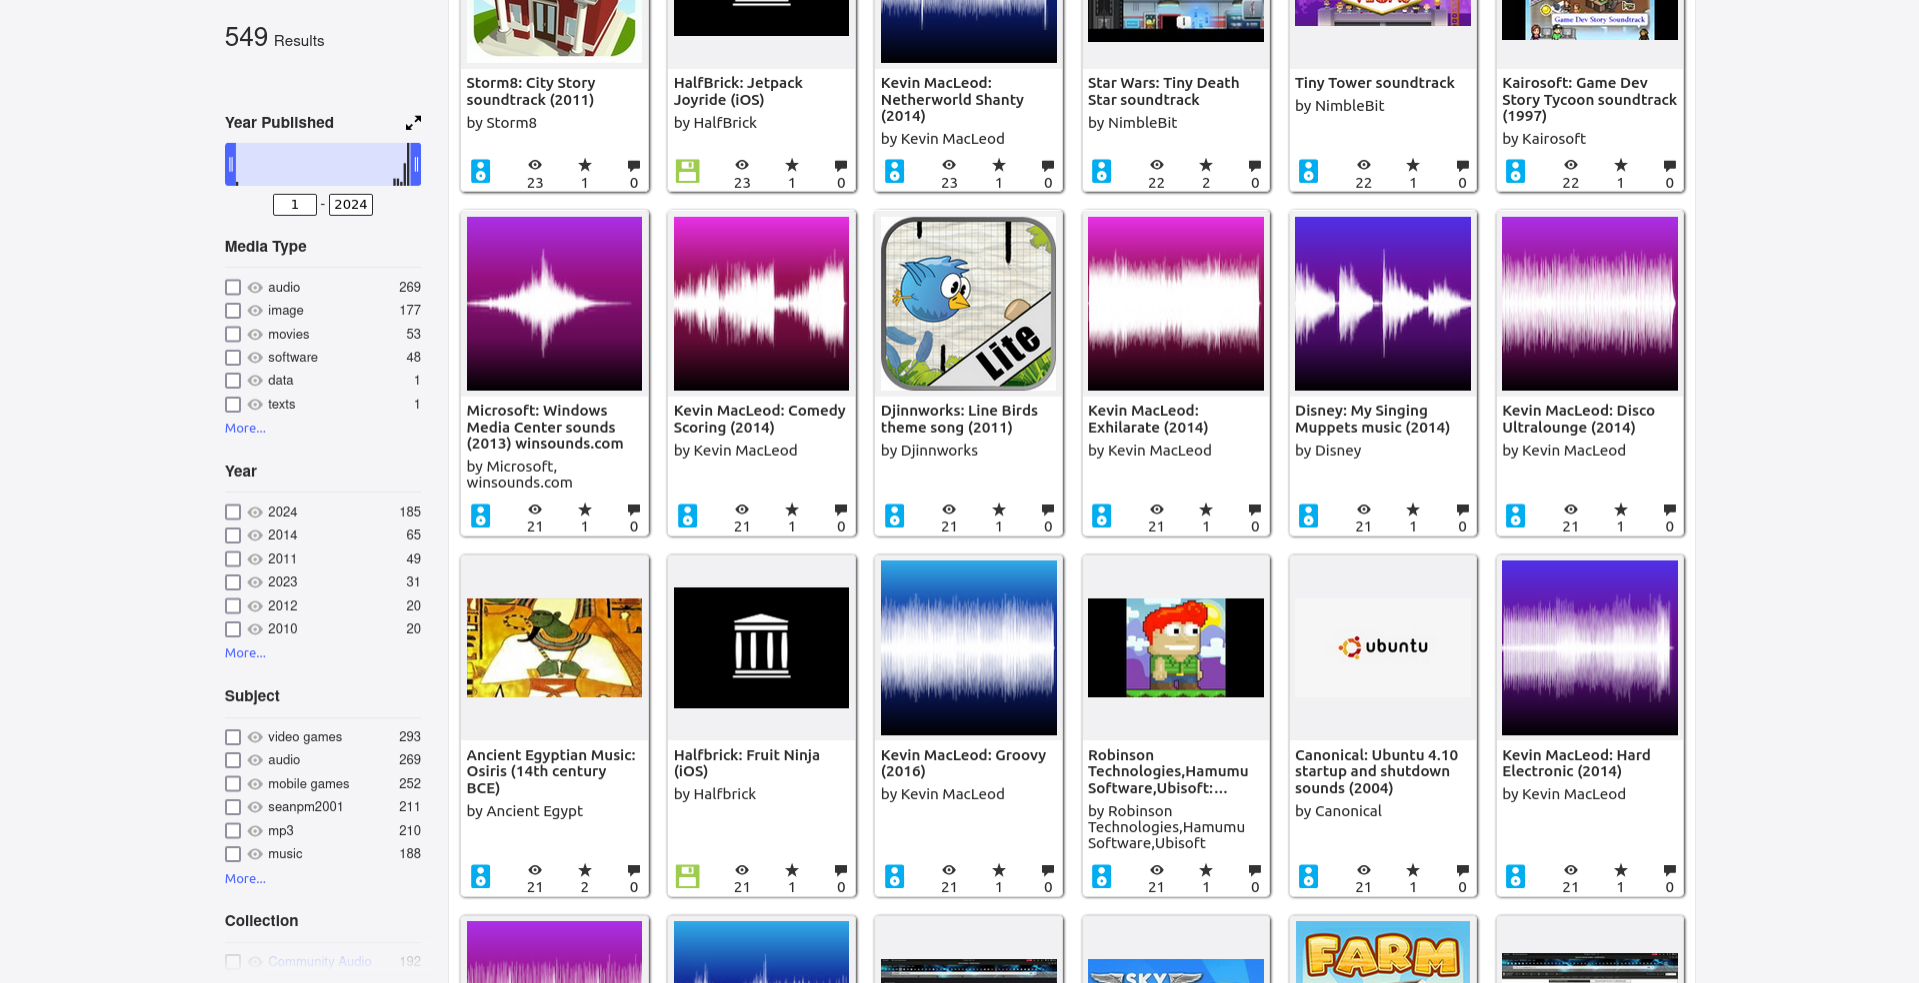 549 Results
Year Published
1 - 2024
Media Type
audio 269
image 177
movies 53
software 48
data 1
texts 1
More...
Year
2024 185
2014 65
2011 49
2023 31
2012 20
2010 20
More...
Subject
video games 293
audio 269
mobile games 252
seanpm2001 211
mp3 210
music 188
More...
Collection
Community Audio 192
Storm8: City Story
soundtrack (2011)
by Storm8
23 1 0
HalfBrick: Jetpack
Joyride (iOS)
by HalfBrick
23 1 0
Kevin MacLeod:
Netherworld Shanty
(2014)
by Kevin MacLeod
23 1 0
Star Wars: Tiny Death
Star soundtrack
by NimbleBit
22 2 0
Tiny Tower soundtrack
by NimbleBit
22 1 0
Game Dev Story Soundtrack
Kairosoft: Game Dev
Story Tycoon soundtrack
(1997)
by Kairosoft
22 1 0
Microsoft: Windows
Media Center sounds
(2013) winsounds.com
by Microsoft,
winsounds.com
21 1 0
Kevin MacLeod: Comedy
Scoring (2014)
by Kevin MacLeod
21 1 0
Lite
Djinnworks: Line Birds
theme song (2011)
by Djinnworks
21 1 0
Kevin MacLeod:
Exhilarate (2014)
by Kevin MacLeod
21 1 0
Disney: My Singing
Muppets music (2014)
by Disney
21 1 0
Kevin MacLeod: Disco
Ultralounge (2014)
by Kevin MacLeod
21 1 0
Ancient Egyptian Music:
Osiris (14th century
BCE)
by Ancient Egypt
21 2 0
Halfbrick: Fruit Ninja
(iOS)
by Halfbrick
21 1 0
Kevin MacLeod: Groovy
(2016)
by Kevin MacLeod
21 1 0
Robinson
Technologies,Hamumu
Software,Ubisoft:...
by Robinson
Technologies,Hamumu
Software,Ubisoft
21 1 0
ubuntu
Canonical: Ubuntu 4.10
startup and shutdown
sounds (2004)
by Canonical
21 1 0
Kevin MacLeod: Hard
Electronic (2014)
by Kevin MacLeod
21 1 0
SKY
FARM